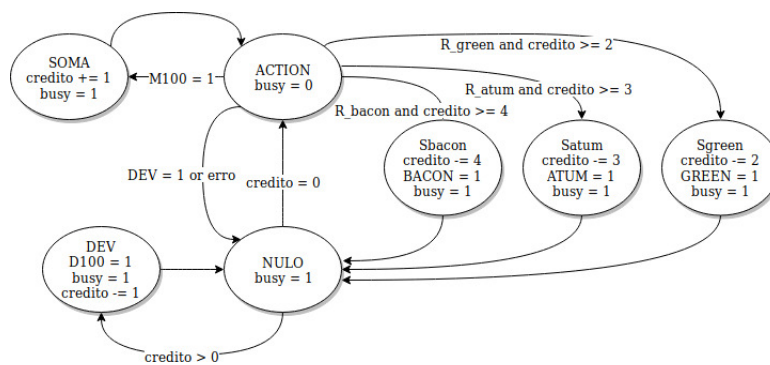 SOMA
credito += 1
busy = 1
M100 = 1
ACTION
busy = 0
R_green and credito >= 2
R_atum and credito >= 3
R_bacon and credito >= 4
Sbacon
credito -= 4
BACON = 1
busy = 1
Satum
credito -= 3
ATUM = 1
busy = 1
Sgreen
credito -= 2
GREEN = 1
busy = 1
DEV = 1 or erro
credito = 0
DEV
D100 = 1
busy = 1
credito -= 1
NULO
busy = 1
credito > 0